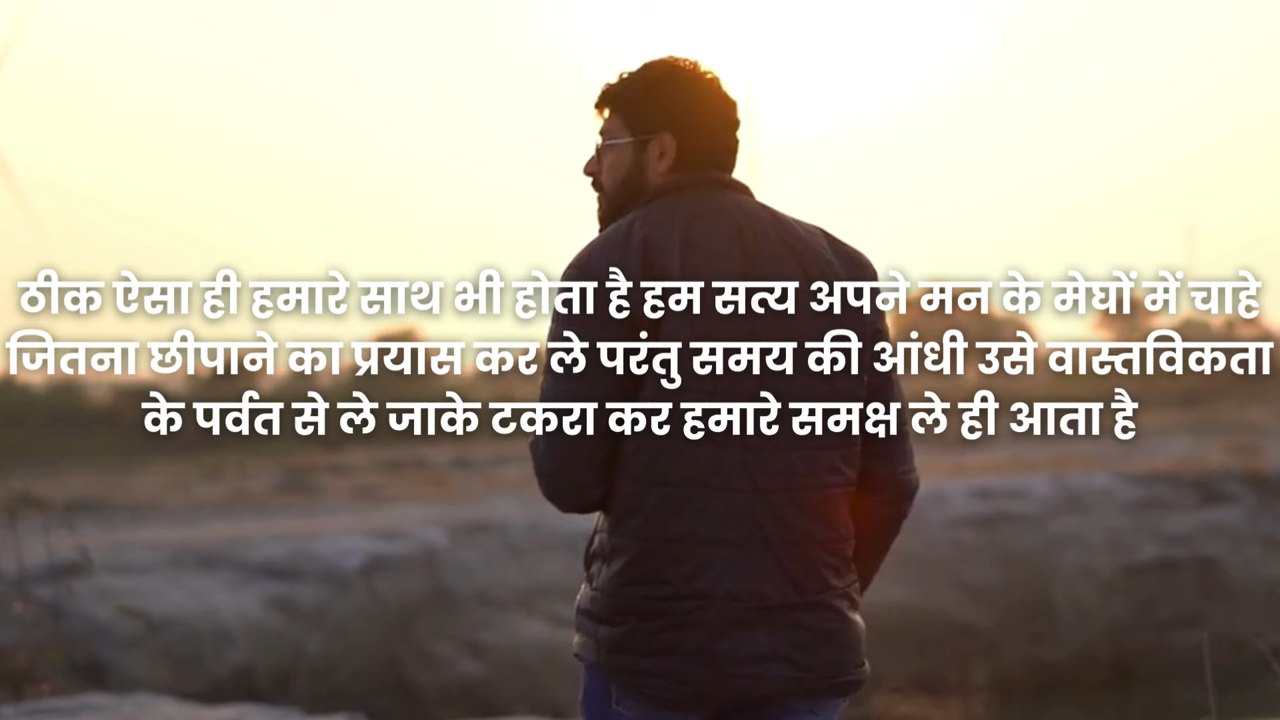 ठीक ऐसा ही हमारे साथ भी होता है हम सत्य अपने मन के मेघों में चाहे
जितना छीपाने का प्रयास कर ले परंतु समय की आंधी उसे वास्तविकता
के पर्वत से ले जाके टकरा कर हमारे समक्ष ले ही आता है